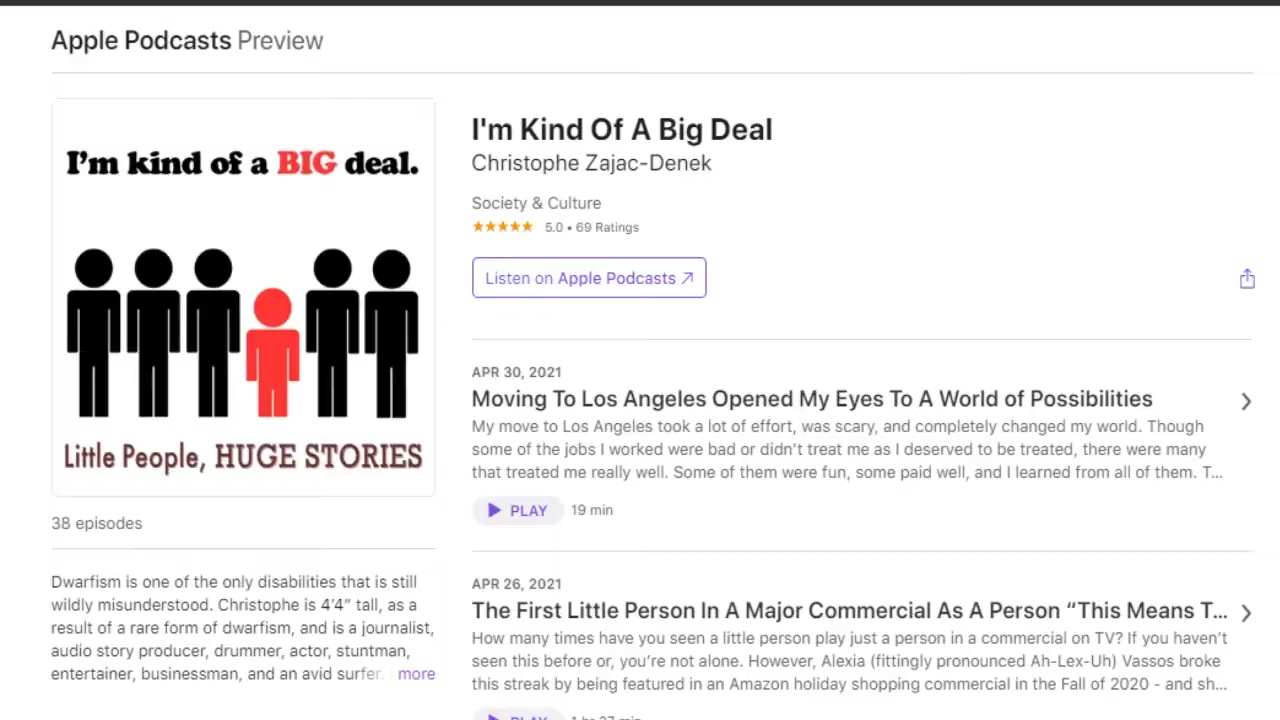 Apple Podcasts Preview
I'm kind of a BIG deal.
Little People, HUGE STORIES
38 episodes
Dwarfism is one of the only disabilities that is still
wildly misunderstood. Christophe is 4’4” tall, as a
result of a rare form of dwarfism, and is a journalist,
audio story producer, drummer, actor, stuntman,
entertainer, businessman, and an avid surfer. more
I'm Kind Of A Big Deal
Christophe Zajac-Denek
Society & Culture
★★★★★ 5.0 • 69 Ratings
Listen on Apple Podcasts ↗
APR 30, 2021
Moving To Los Angeles Opened My Eyes To A World of Possibilities
My move to Los Angeles took a lot of effort, was scary, and completely changed my world. Though
some of the jobs I worked were bad or didn’t treat me as I deserved to be treated, there were many
that treated me really well. Some of them were fun, some paid well, and I learned from all of them. T...
PLAY 19 min
APR 26, 2021
The First Little Person In A Major Commercial As A Person “This Means T...
How many times have you seen a little person play just a person in a commercial on TV? If you haven’t
seen this before or, you’re not alone. However, Alexia (fittingly pronounced Ah-Lex-Uh) Vassos broke
this streak by being featured in an Amazon holiday shopping commercial in the Fall of 2020 - and sh...
PLAY 1 hr 27 min